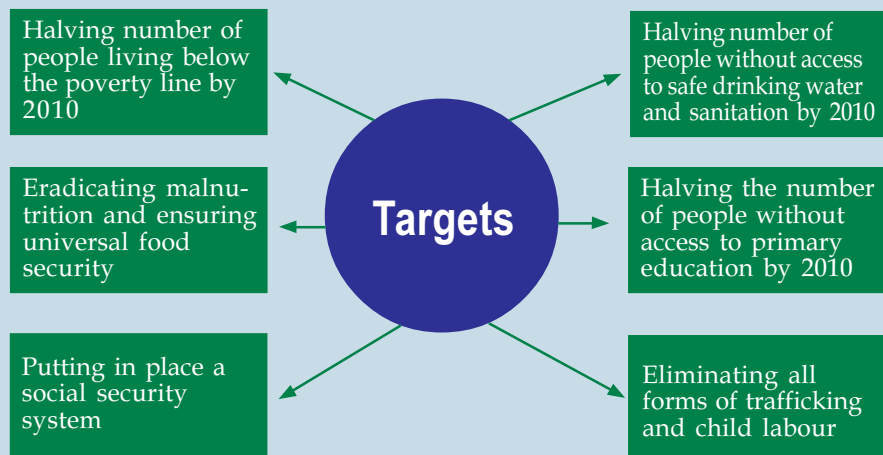 Halving number of
people living below
the poverty line by
2010
Halving number of
people without access
to safe drinking water
and sanitation by 2010
Eradicating malnu-
trition and ensuring
universal food
security
Targets
Halving the number
of people without
access to primary
education by 2010
Putting in place a
social security
system
Eliminating all
forms of trafficking
and child labour